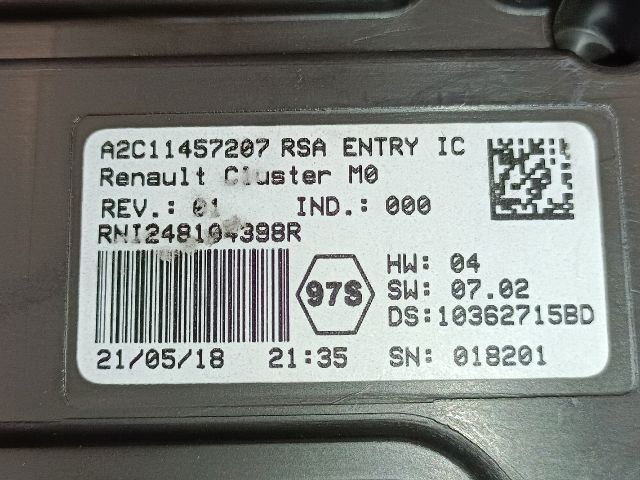 A2C11457207 RSA ENTRY IC
Renault Cluster M0
REV.: 01 IND.: 000
RNI248104398R
97S
HW: 04
SW: 07.02
DS:10362715BD
21/05/18 21:35 SN: 018201